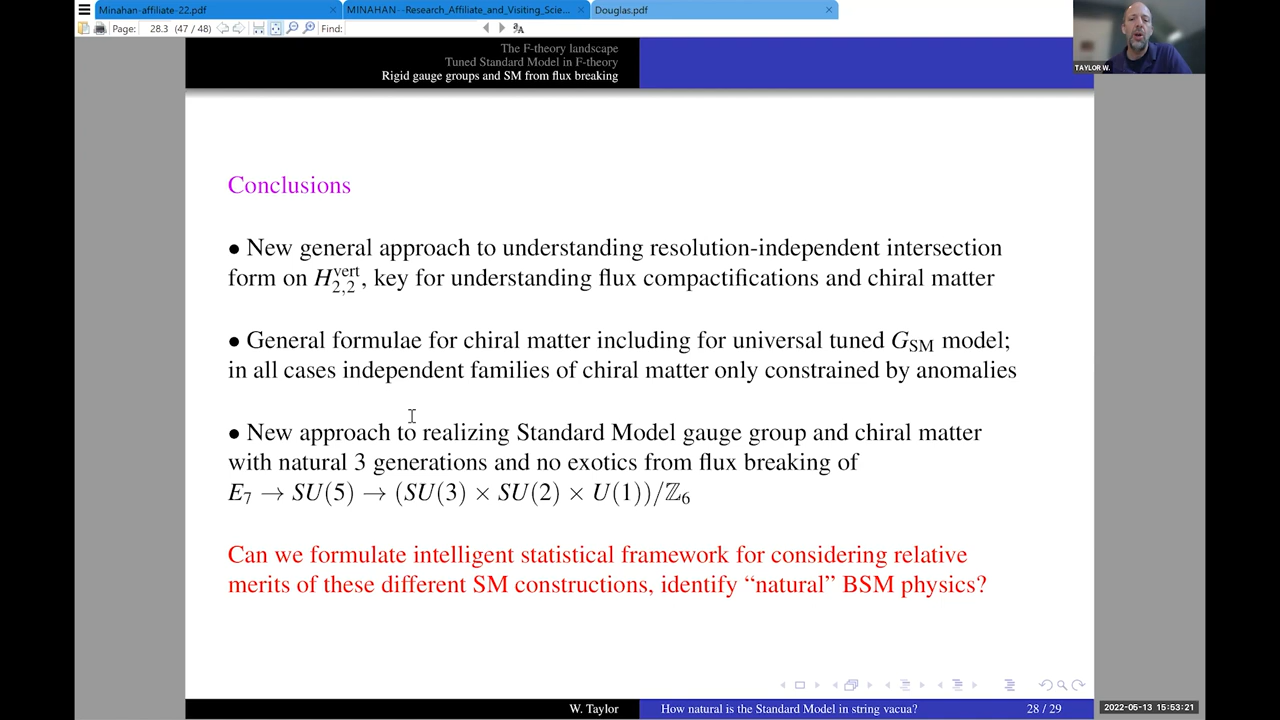 Minahan-affiliate-22.pdf
MINAHAN--Research_Affiliate_and_Visiting_Scie...
Douglas.pdf
Page: 28.3 (47 / 48)
Find:
The F-theory landscape
Tuned Standard Model in F-theory
Rigid gauge groups and SM from flux breaking
TAYLOR W.
Conclusions
• New general approach to understanding resolution-independent intersection
form on H^{vert}_{2,2}, key for understanding flux compactifications and chiral matter
• General formulae for chiral matter including for universal tuned G_{SM} model;
in all cases independent families of chiral matter only constrained by anomalies
• New approach to realizing Standard Model gauge group and chiral matter
with natural 3 generations and no exotics from flux breaking of
E₇ → SU(5) → (SU(3) × SU(2) × U(1))/ℤ₆
Can we formulate intelligent statistical framework for considering relative
merits of these different SM constructions, identify “natural” BSM physics?
W. Taylor
How natural is the Standard Model in string vacua?
28 / 29
2022-05-13 15:53:21